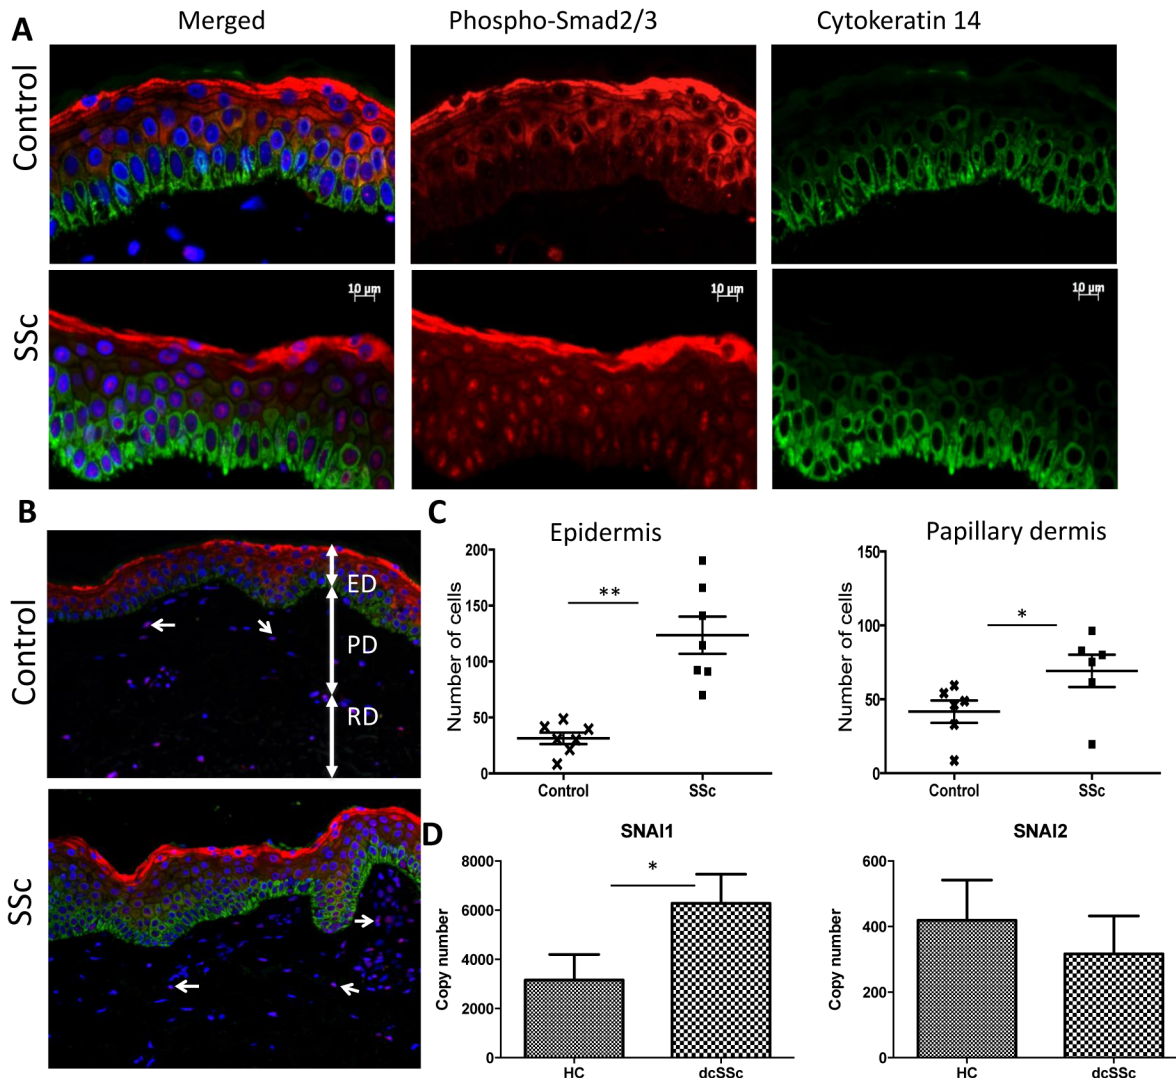 A
Merged
Phospho-Smad2/3
Cytokeratin 14
Control
SSc
10 µm
10 µm
B
Control
ED
PD
RD
SSc
C
Epidermis
Number of cells
200
150
100
50
0
**
Control
SSc
Papillary dermis
Number of cells
150
100
50
0
*
Control
SSc
D
SNAI1
Copy number
8000
6000
4000
2000
0
*
HC
dcSSc
SNAI2
Copy number
600
400
200
0
HC
dcSSc